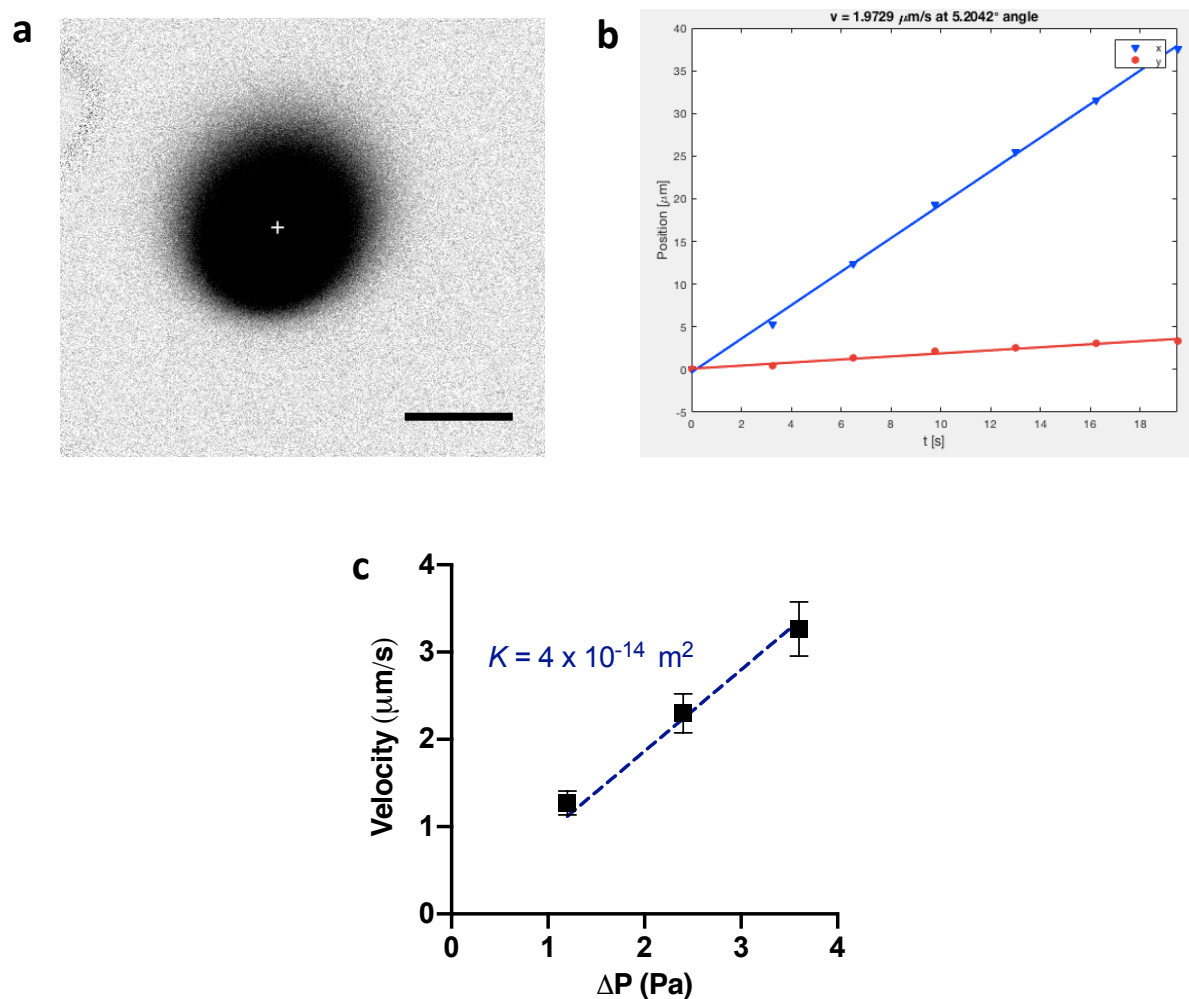 a
b
v = 1.9729 μm/s at 5.2042° angle
x
y
40
35
30
25
20
15
10
5
0
-5
Position [μm]
0 2 4 6 8 10 12 14 16 18
t [s]
c
K = 4 x 10⁻¹⁴ m²
4
3
2
1
0
Velocity (μm/s)
0 1 2 3 4
ΔP (Pa)